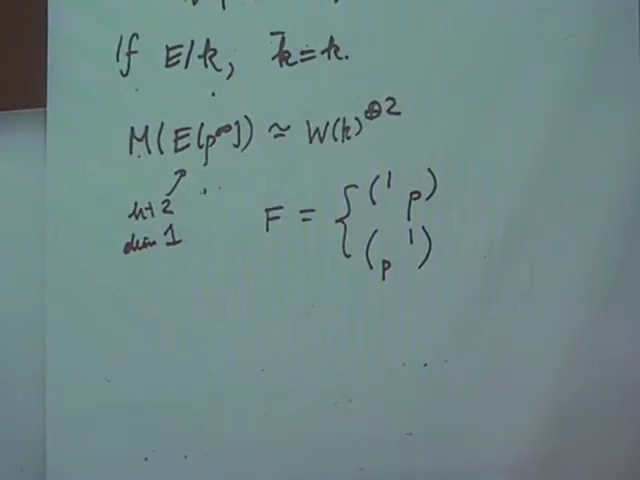 If E/k, k̄ = k.
M(E[p^∞]) ≃ W(k)^⊕2
ht 2
dim 1
F = { (1 p)
(p 1)